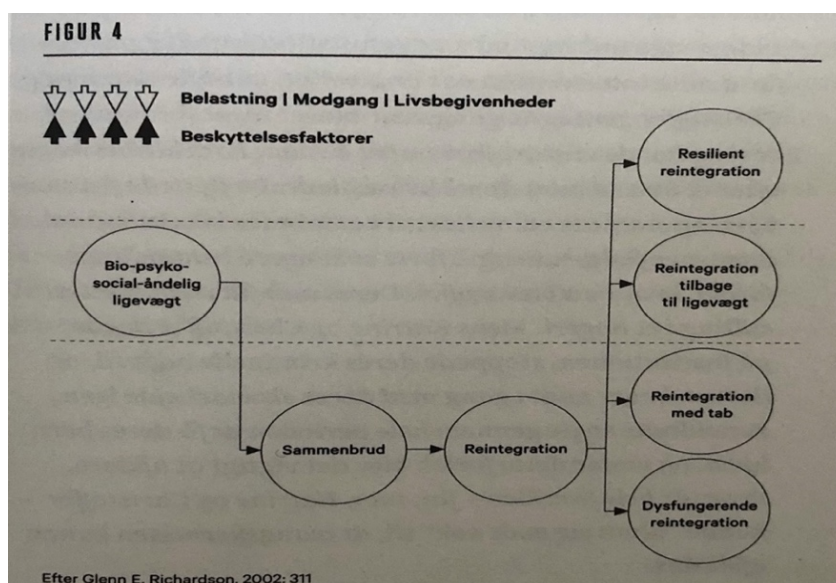 FIGUR 4
Belastning | Modgang | Livsbegivenheder
Beskyttelsesfaktorer
Resilient
reintegration
Bio-psyko-
social-åndelig
ligevægt
Reintegration
tilbage
til ligevægt
Reintegration
med tab
Sammenbrud
Reintegration
Dysfungerende
reintegration
Efter Glenn E. Richardson, 2002: 311